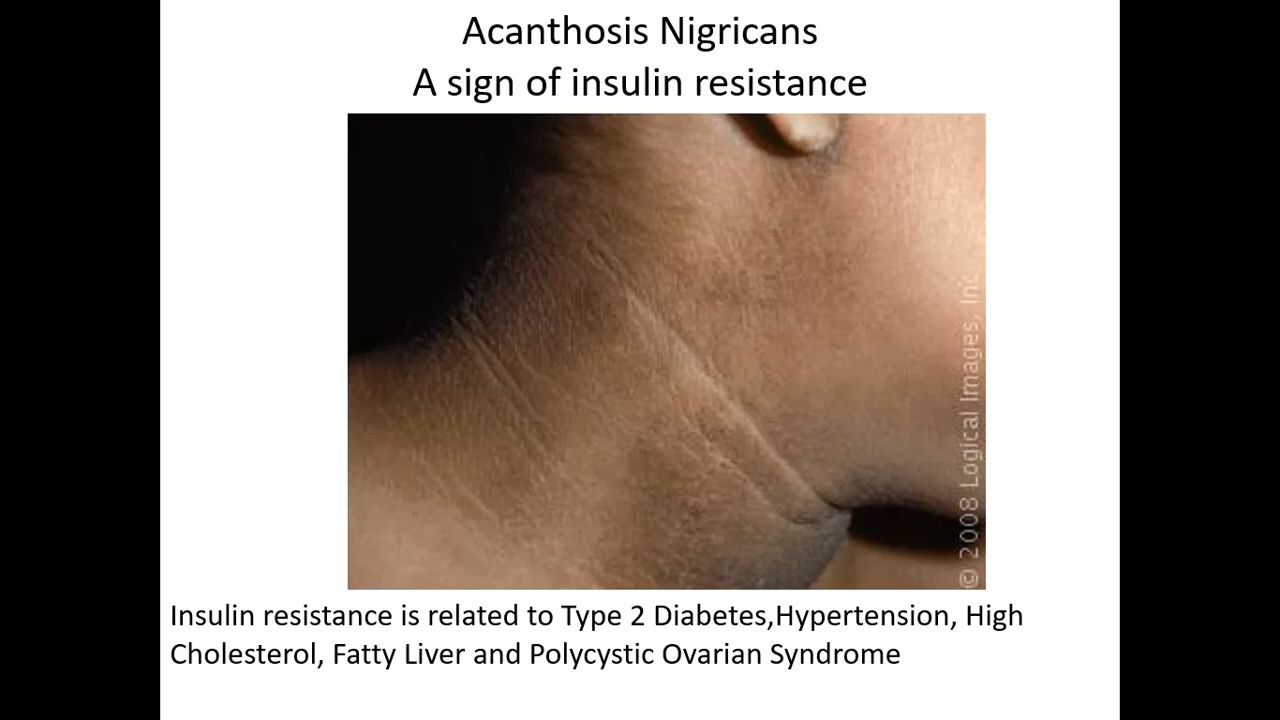 Acanthosis Nigricans
A sign of insulin resistance
© 2008 Logical Images, Inc
Insulin resistance is related to Type 2 Diabetes,Hypertension, High
Cholesterol, Fatty Liver and Polycystic Ovarian Syndrome